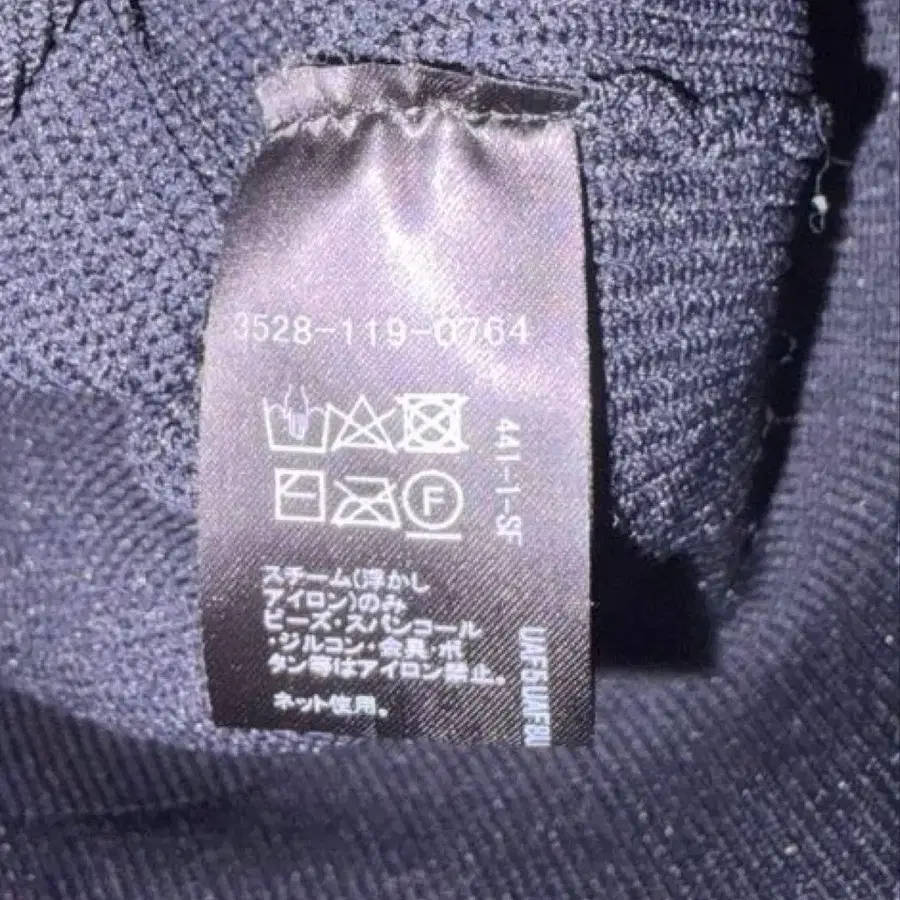 3528-119-0764
441-1-SF
F
スチーム(浮かし
アイロン)のみ
ビーズ・スパンコール
・ジルコン・金具・ボ
タン等はアイロン禁止。
ネット使用。